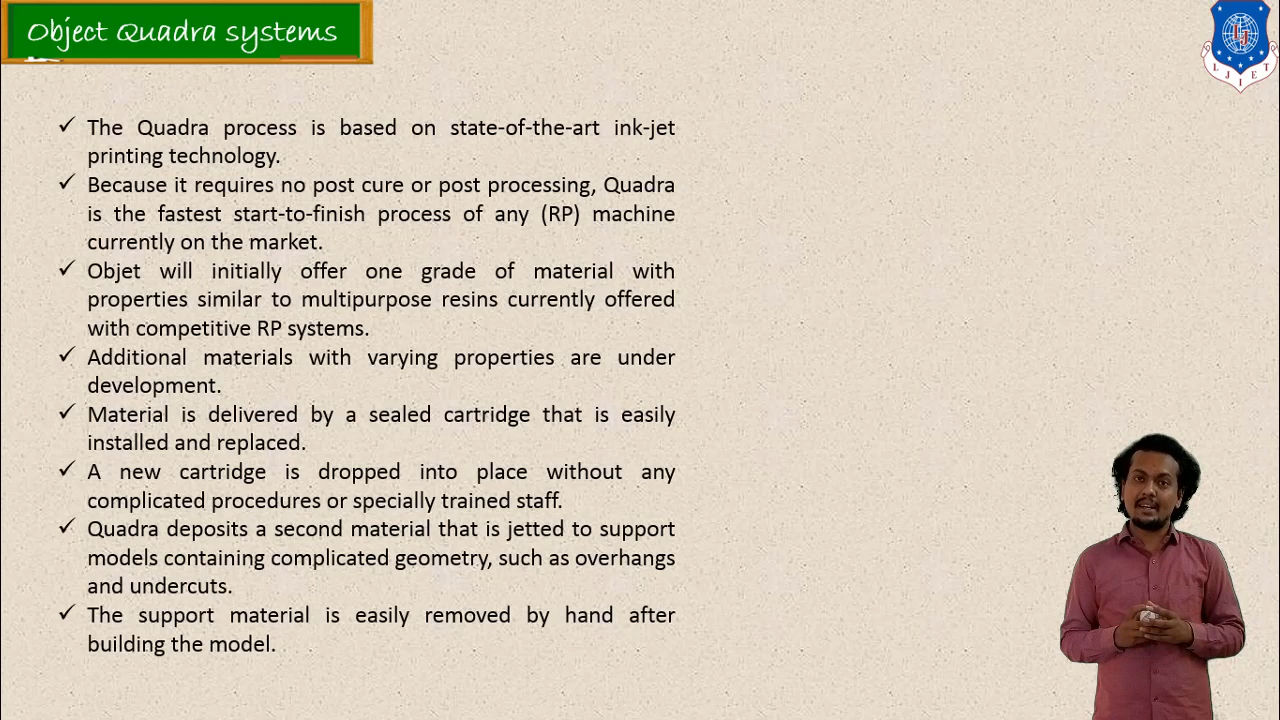 Object Quadra systems
L J I E T
✓ The Quadra process is based on state-of-the-art ink-jet
printing technology.
✓ Because it requires no post cure or post processing, Quadra
is the fastest start-to-finish process of any (RP) machine
currently on the market.
✓ Objet will initially offer one grade of material with
properties similar to multipurpose resins currently offered
with competitive RP systems.
✓ Additional materials with varying properties are under
development.
✓ Material is delivered by a sealed cartridge that is easily
installed and replaced.
✓ A new cartridge is dropped into place without any
complicated procedures or specially trained staff.
✓ Quadra deposits a second material that is jetted to support
models containing complicated geometry, such as overhangs
and undercuts.
✓ The support material is easily removed by hand after
building the model.